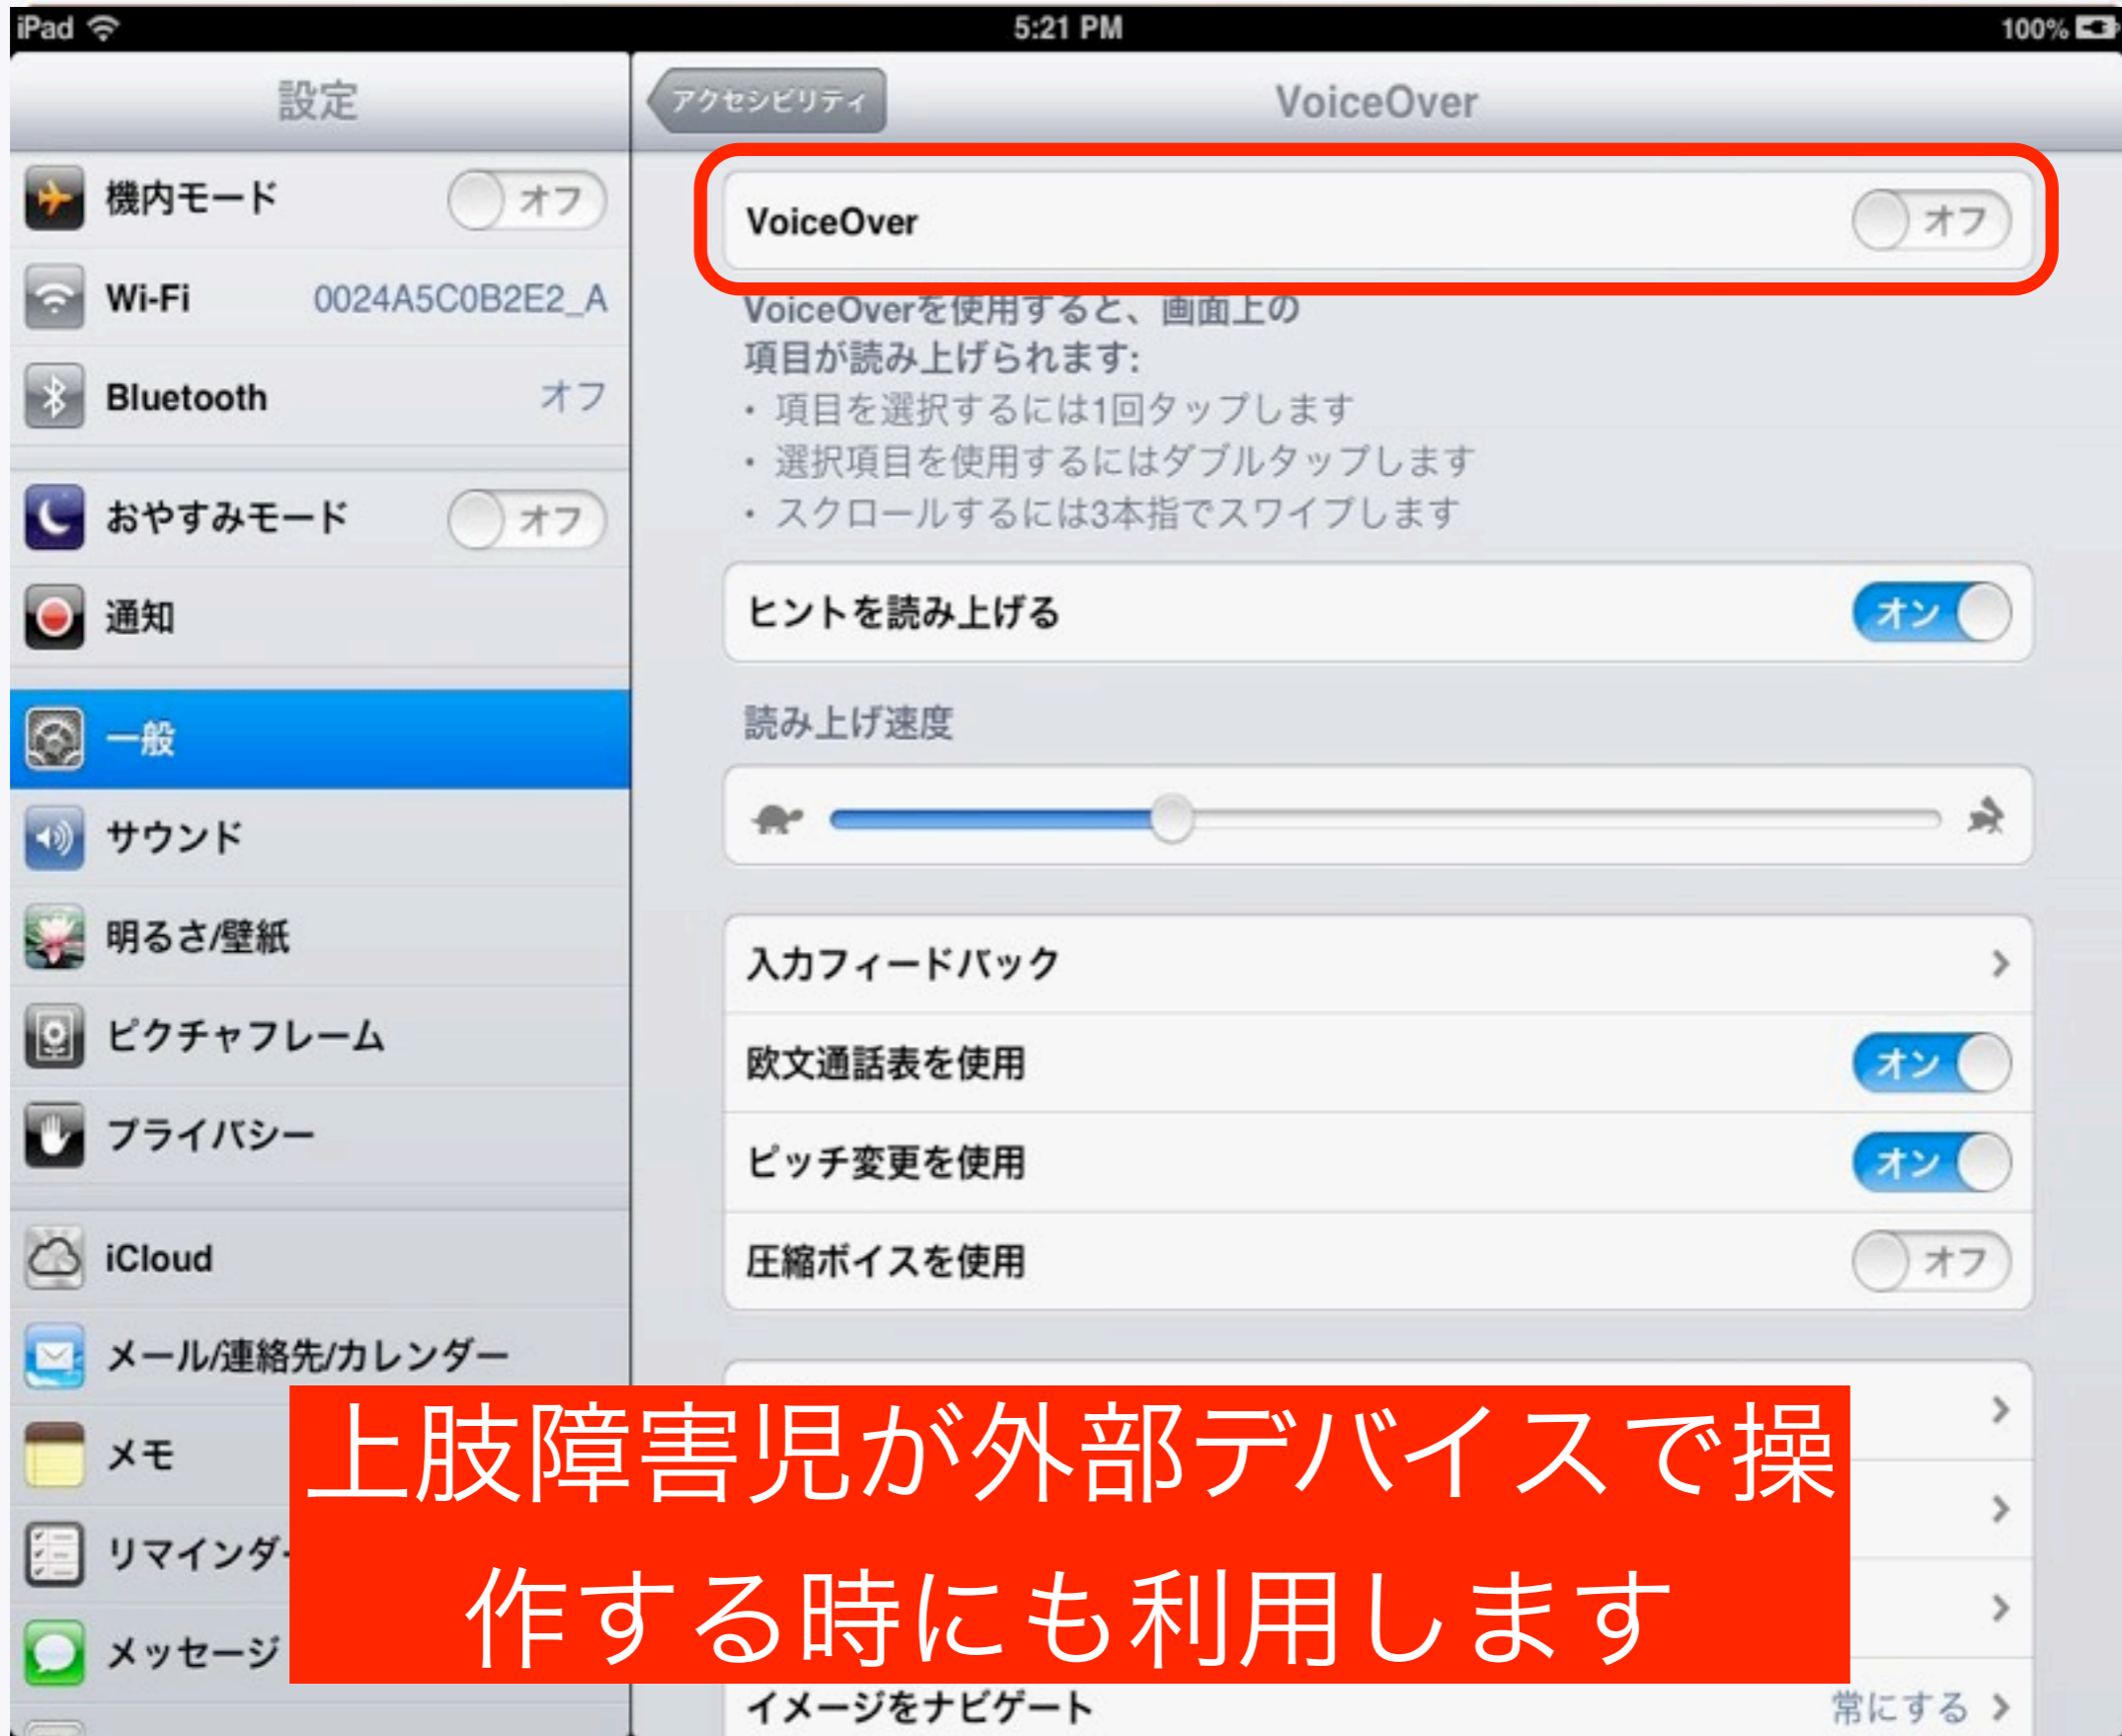 iPad
5:21 PM
100%
設定
機内モード オフ
Wi-Fi 0024A5C0B2E2_A
Bluetooth オフ
おやすみモード オフ
通知
一般
サウンド
明るさ/壁紙
ピクチャフレーム
プライバシー
iCloud
メール/連絡先/カレンダー
メモ
リマインダー
メッセージ
アクセシビリティ
VoiceOver
VoiceOver オフ
VoiceOverを使用すると、画面上の
項目が読み上げられます:
・項目を選択するには1回タップします
・選択項目を使用するにはダブルタップします
・スクロールするには3本指でスワイプします
ヒントを読み上げる オン
読み上げ速度
入力フィードバック
欧文通話表を使用 オン
ピッチ変更を使用 オン
圧縮ボイスを使用 オフ
イメージをナビゲート 常にする
上肢障害児が外部デバイスで操
作する時にも利用します